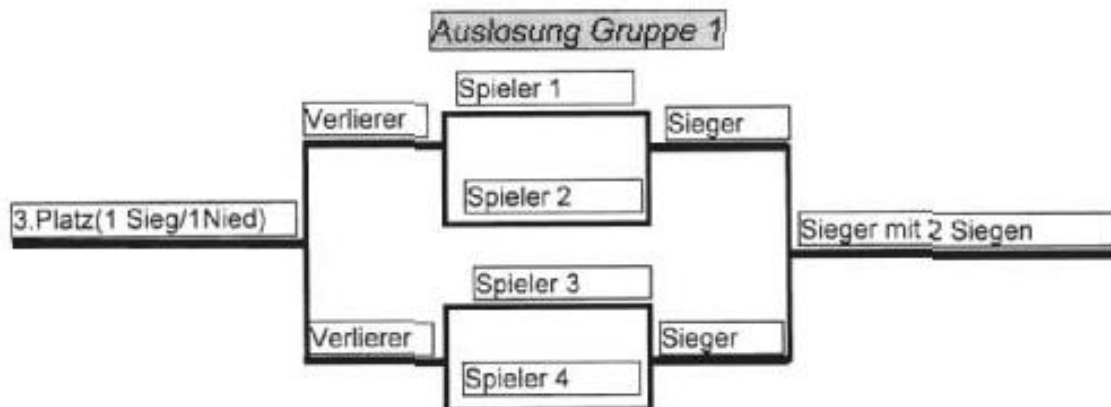 Auslosung Gruppe 1
Spieler 1
Verlierer
Sieger
Spieler 2
3.Platz(1 Sieg/1Nied)
Sieger mit 2 Siegen
Spieler 3
Verlierer
Sieger
Spieler 4